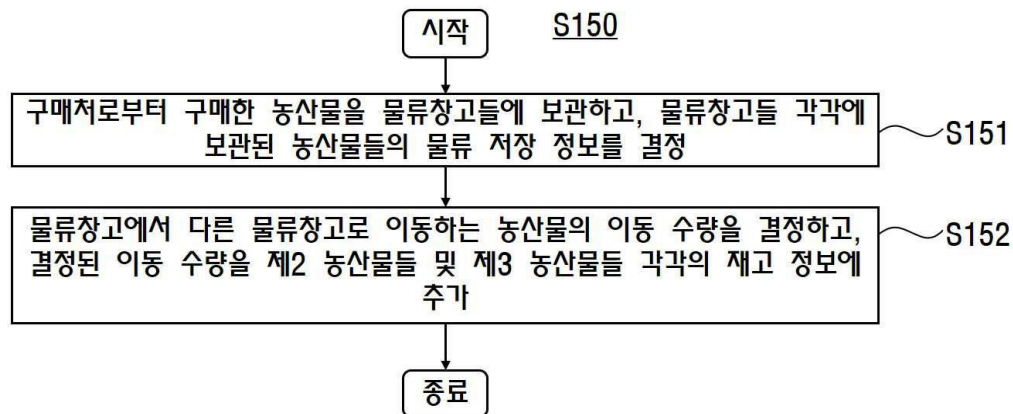 시작
S150
구매처로부터 구매한 농산물을 물류창고들에 보관하고, 물류창고들 각각에
보관된 농산물들의 물류 저장 정보를 결정
S151
물류창고에서 다른 물류창고로 이동하는 농산물의 이동 수량을 결정하고,
결정된 이동 수량을 제2 농산물들 및 제3 농산물들 각각의 재고 정보에
추가
S152
종료